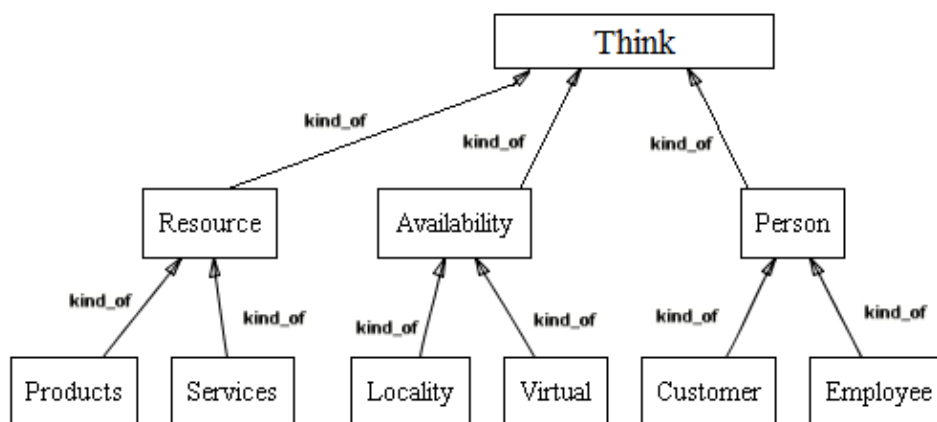 Think
kind_of
kind_of
kind_of
Resource
Availability
Person
kind_of
kind_of
kind_of
kind_of
kind_of
kind_of
Products
Services
Locality
Virtual
Customer
Employee